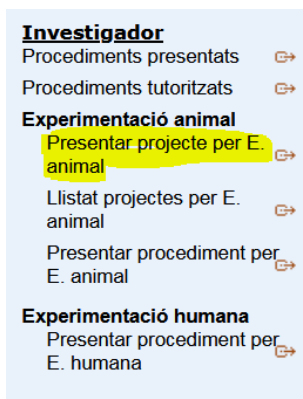 Investigador
Procediments presentats
Procediments tutoritzats
Experimentació animal
Presentar projecte per E.
animal
Llistat projectes per E.
animal
Presentar procediment per
E. animal
Experimentació humana
Presentar procediment per
E. humana